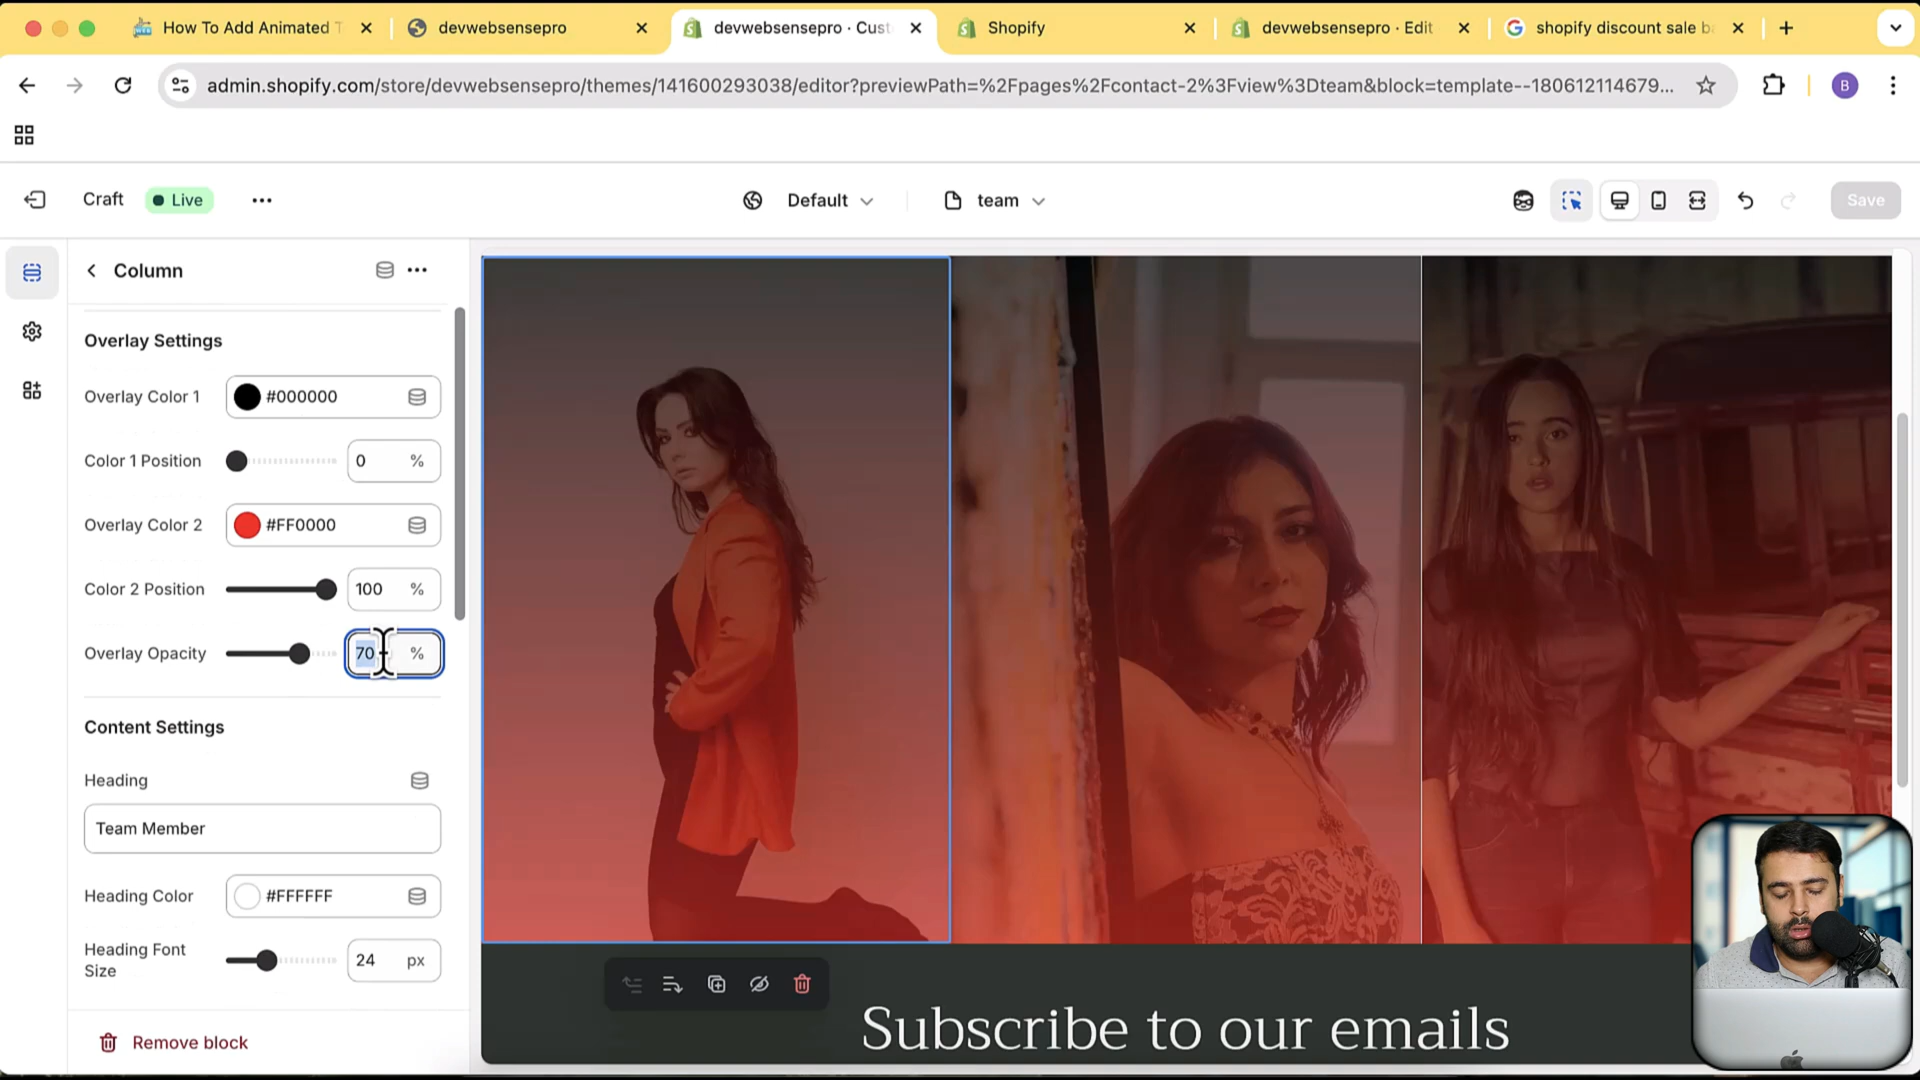 How To Add Animated T
devwebsensepro
devwebsensepro · Cust
Shopify
devwebsensepro · Edit
shopify discount sale b
admin.shopify.com/store/devwebsensepro/themes/141600293038/editor?previewPath=%2Fpages%2Fcontact-2%3Fview%3Dteam&block=template--180612114679...
B
Craft
Live
Default
team
Save
Column
Overlay Settings
Overlay Color 1
#000000
Color 1 Position
0 %
Overlay Color 2
#FF0000
Color 2 Position
100 %
Overlay Opacity
70 %
Content Settings
Heading
Team Member
Heading Color
#FFFFFF
Heading Font
Size
24 px
Remove block
Subscribe to our emails